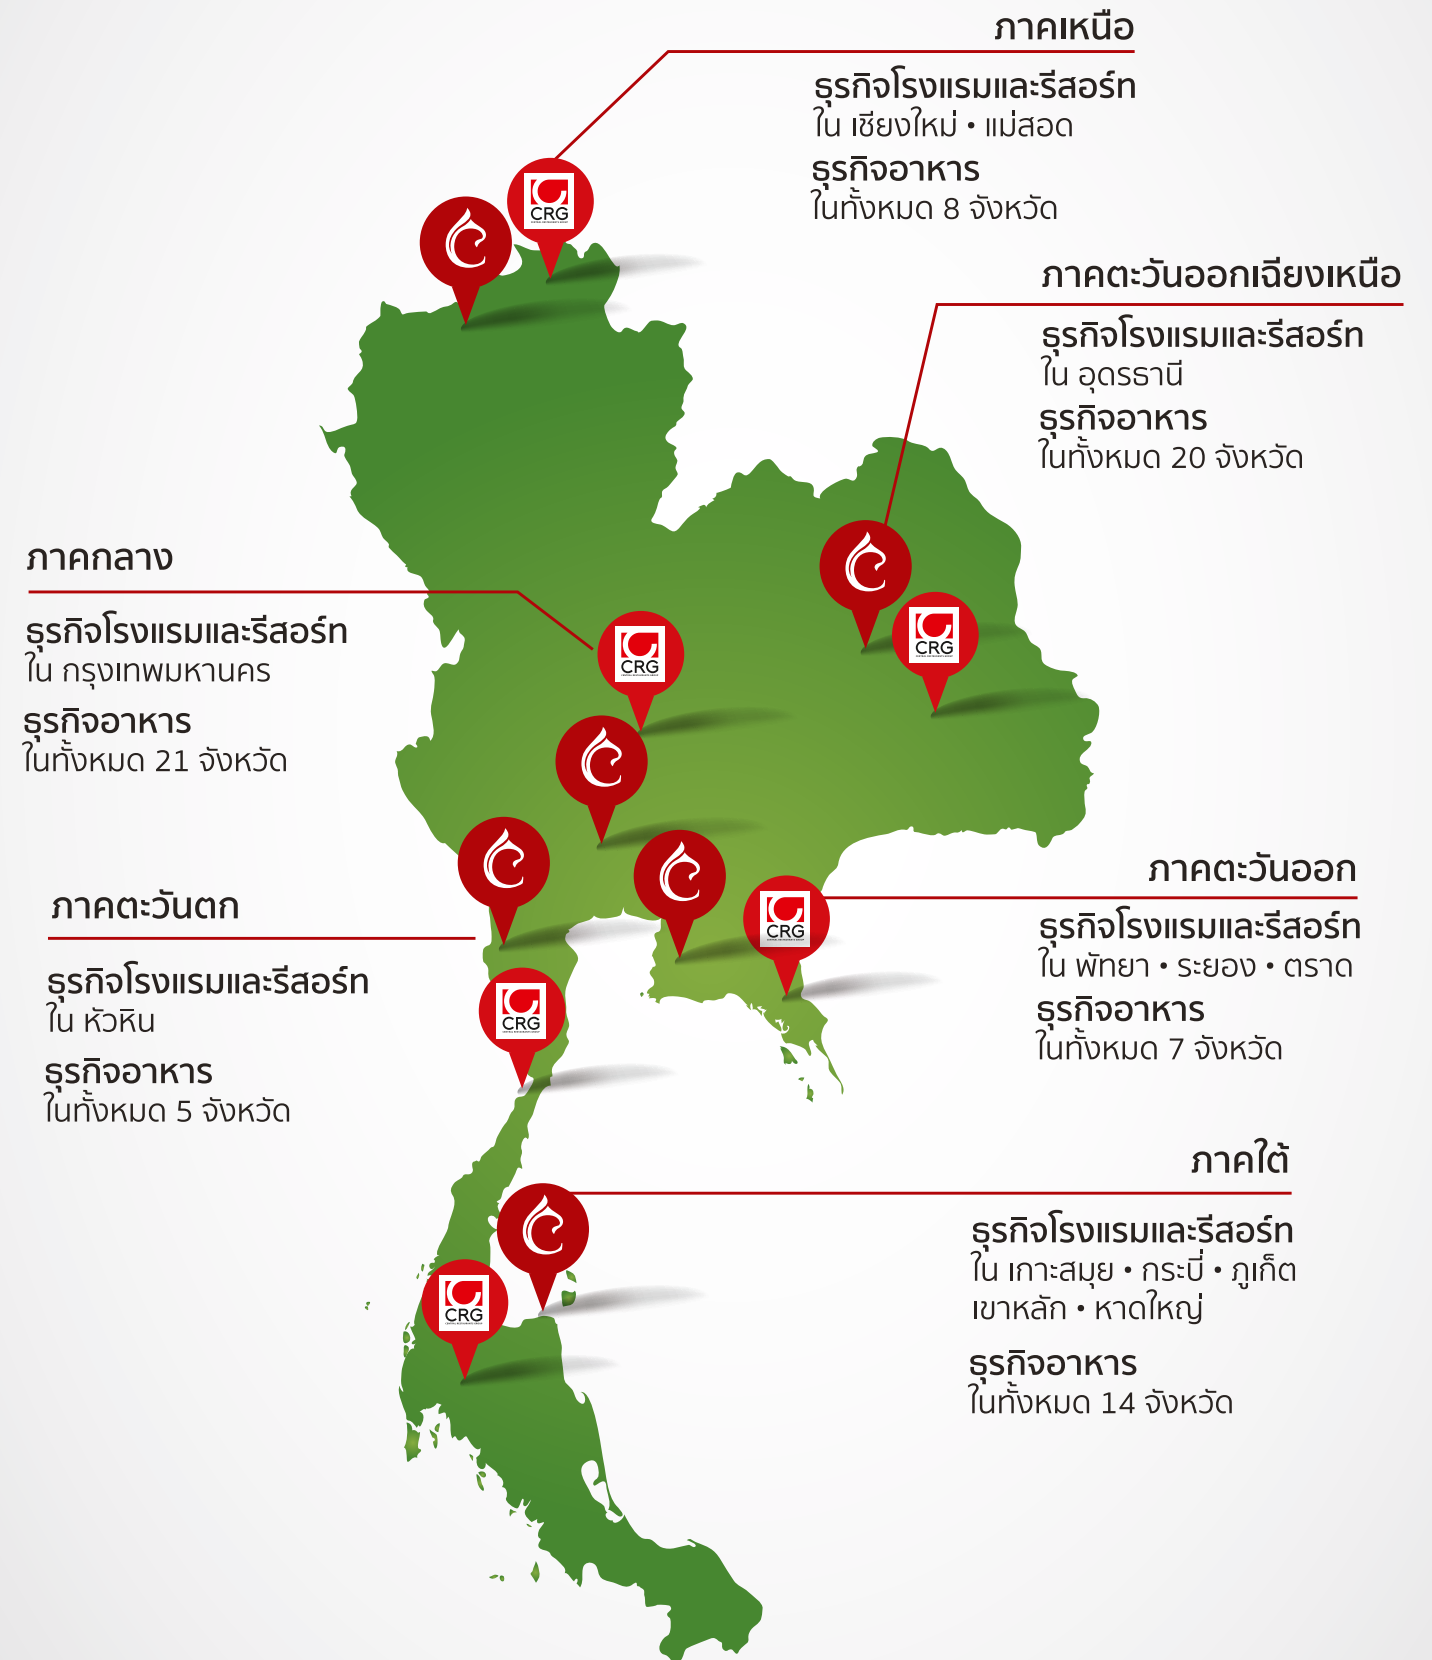 ภาคเหนือ
ธุรกิจโรงแรมและรีสอร์ท
ใน เชียงใหม่ • แม่สอด
ธุรกิจอาหาร
ในทั้งหมด 8 จังหวัด
CRG
ภาคตะวันออกเฉียงเหนือ
ธุรกิจโรงแรมและรีสอร์ท
ใน อุดรธานี
ธุรกิจอาหาร
ในทั้งหมด 20 จังหวัด
CRG
ภาคกลาง
ธุรกิจโรงแรมและรีสอร์ท
ใน กรุงเทพมหานคร
ธุรกิจอาหาร
ในทั้งหมด 21 จังหวัด
CRG
ภาคตะวันออก
ธุรกิจโรงแรมและรีสอร์ท
ใน พัทยา • ระยอง • ตราด
ธุรกิจอาหาร
ในทั้งหมด 7 จังหวัด
CRG
ภาคตะวันตก
ธุรกิจโรงแรมและรีสอร์ท
ใน หัวหิน
ธุรกิจอาหาร
ในทั้งหมด 5 จังหวัด
CRG
ภาคใต้
ธุรกิจโรงแรมและรีสอร์ท
ใน เกาะสมุย • กระบี่ • ภูเก็ต
เขาหลัก • หาดใหญ่
ธุรกิจอาหาร
ในทั้งหมด 14 จังหวัด
CRG